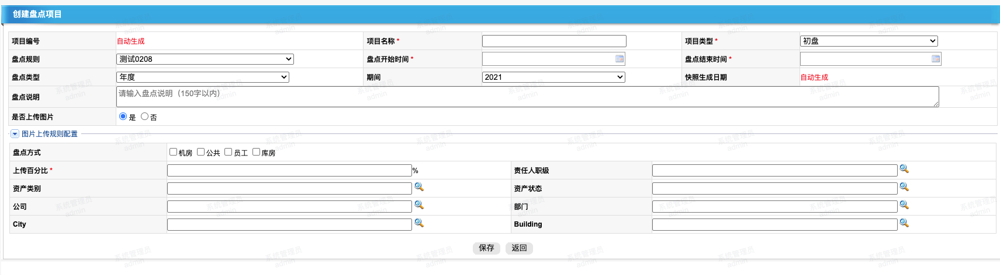 创建盘点项目
项目编号 自动生成 项目名称 * 项目类型 * 初盘
盘点规则 测试0208 盘点开始时间 * 盘点结束时间 *
盘点类型 年度 期间 2021 快照生成日期 自动生成
盘点说明 请输入盘点说明（150字以内）
是否上传图片 是 否
图片上传规则配置
盘点方式 机房 公共 员工 库房
上传百分比 * % 责任人职级
资产类别 资产状态
公司 部门
City Building
保存 返回
系统管理员
admin